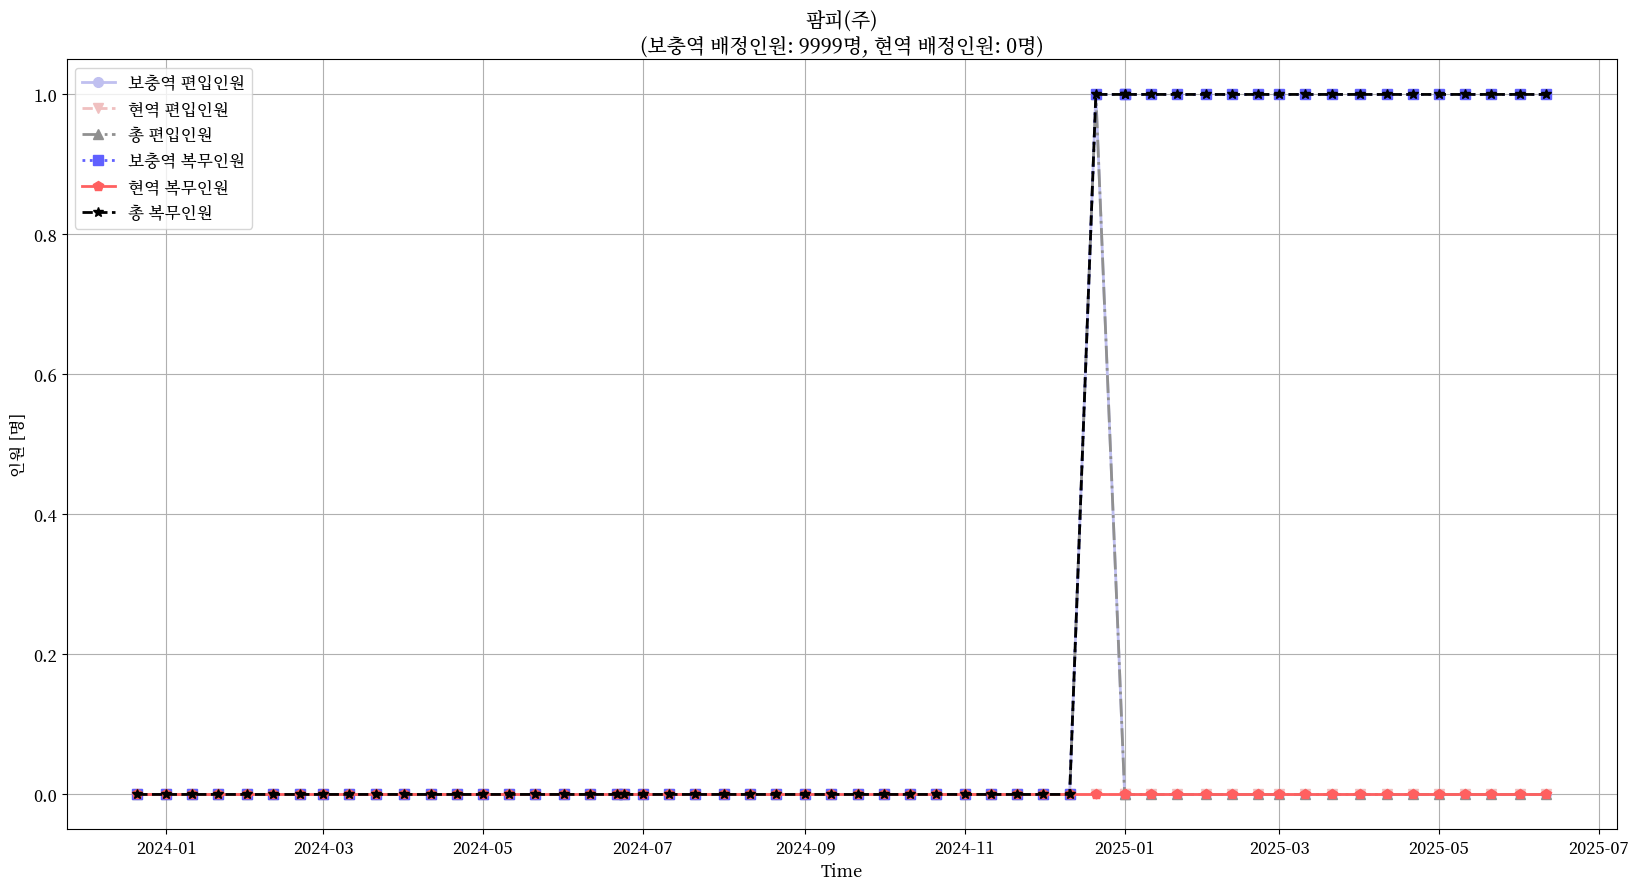 팜피(주)
(보충역 배정인원: 9999명, 현역 배정인원: 0명)
보충역 편입인원
현역 편입인원
총 편입인원
보충역 복무인원
현역 복무인원
총 복무인원
1.0
0.8
0.6
0.4
0.2
0.0
인원 [명]
2024-01
2024-03
2024-05
2024-07
2024-09
2024-11
2025-01
2025-03
2025-05
2025-07
Time